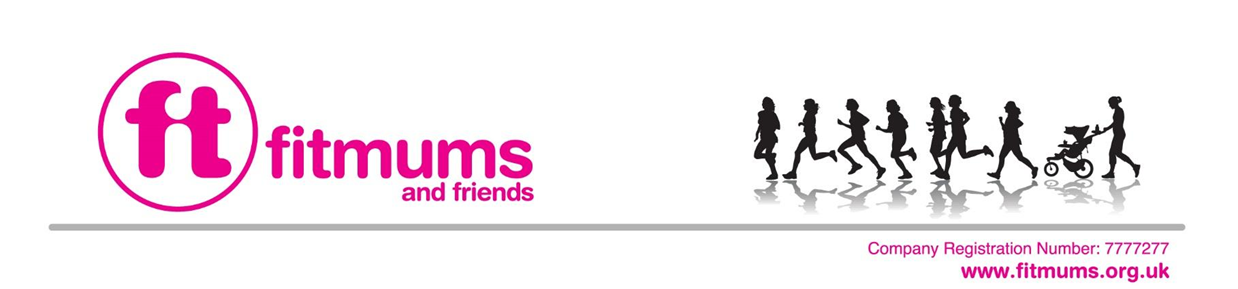 fit
fitmums
and friends
Company Registration Number: 7777277
www.fitmums.org.uk